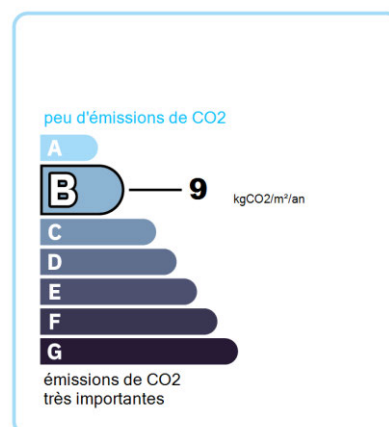 peu d'émissions de CO2
A
B 9 kgCO2/m²/an
C
D
E
F
G
émissions de CO2
très importantes